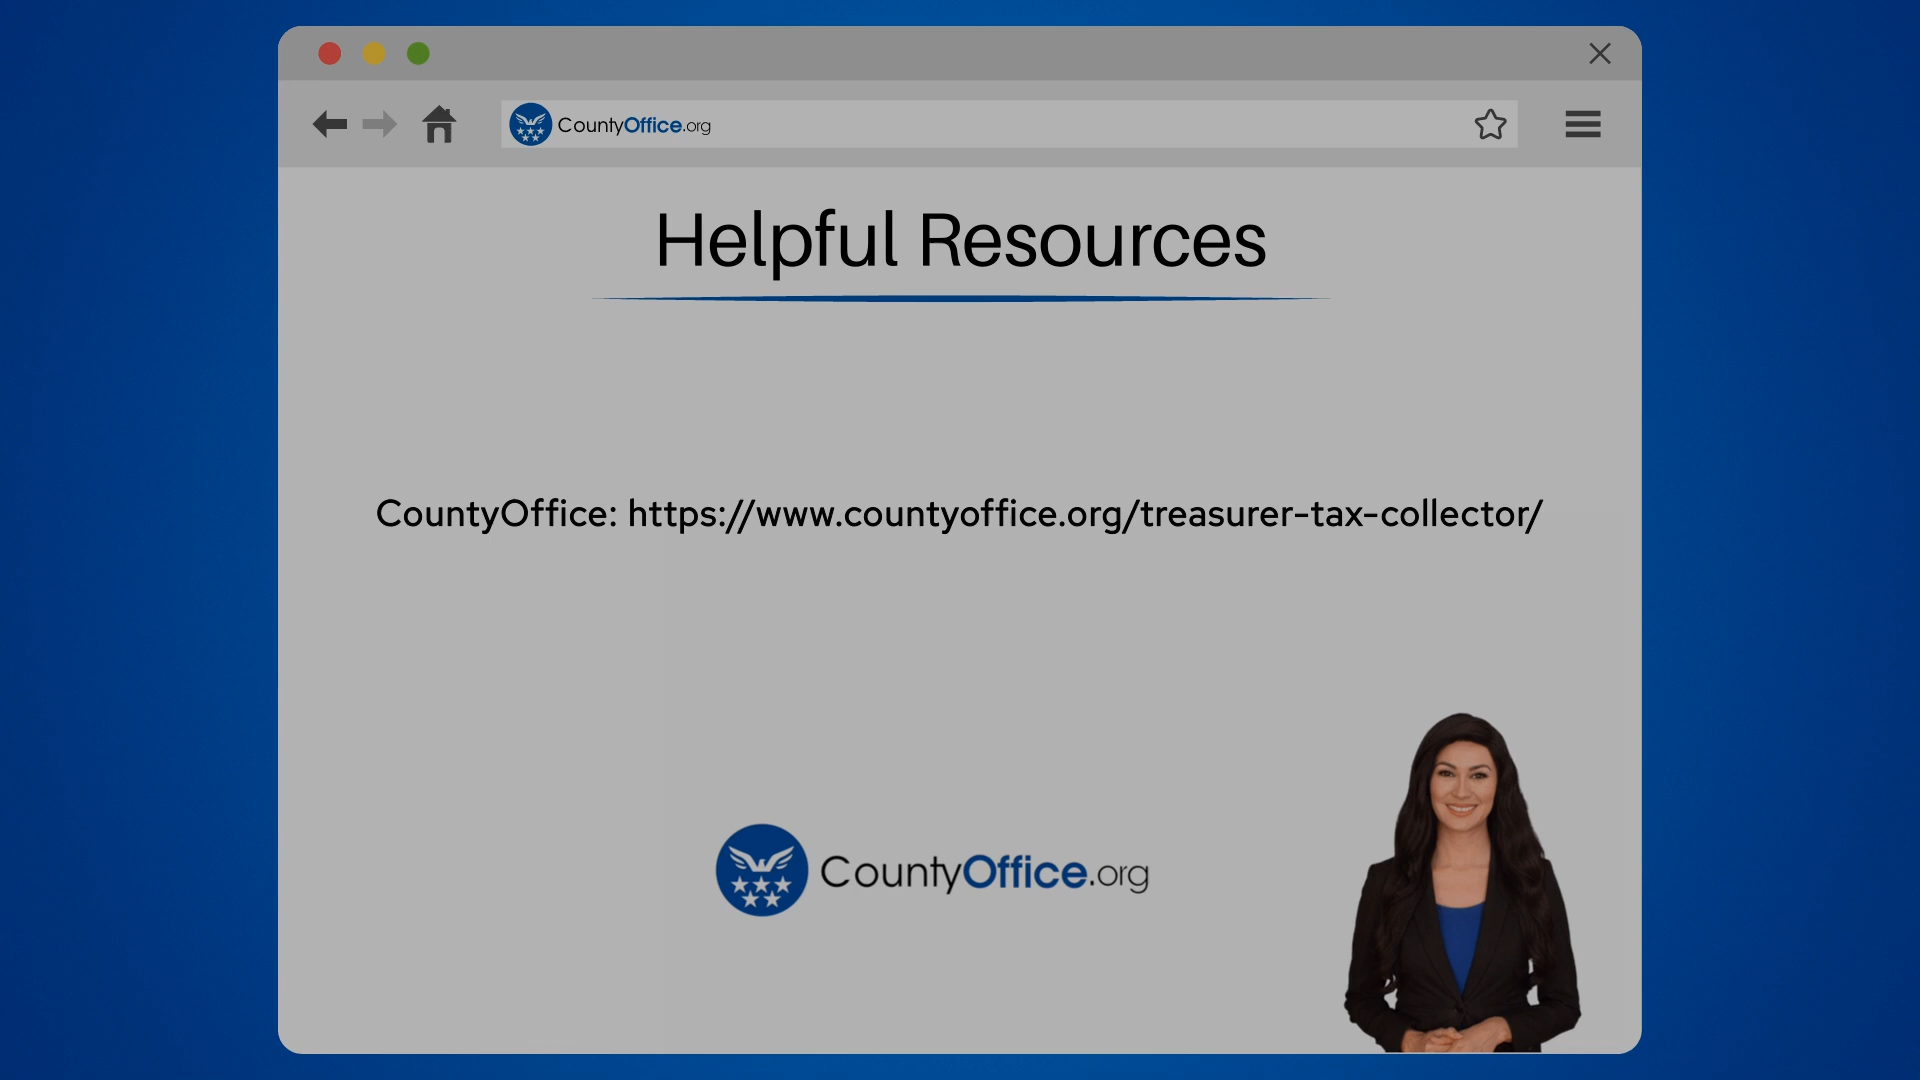 CountyOffice.org
Helpful Resources
CountyOffice: https://www.countyoffice.org/treasurer-tax-collector/
CountyOffice.org